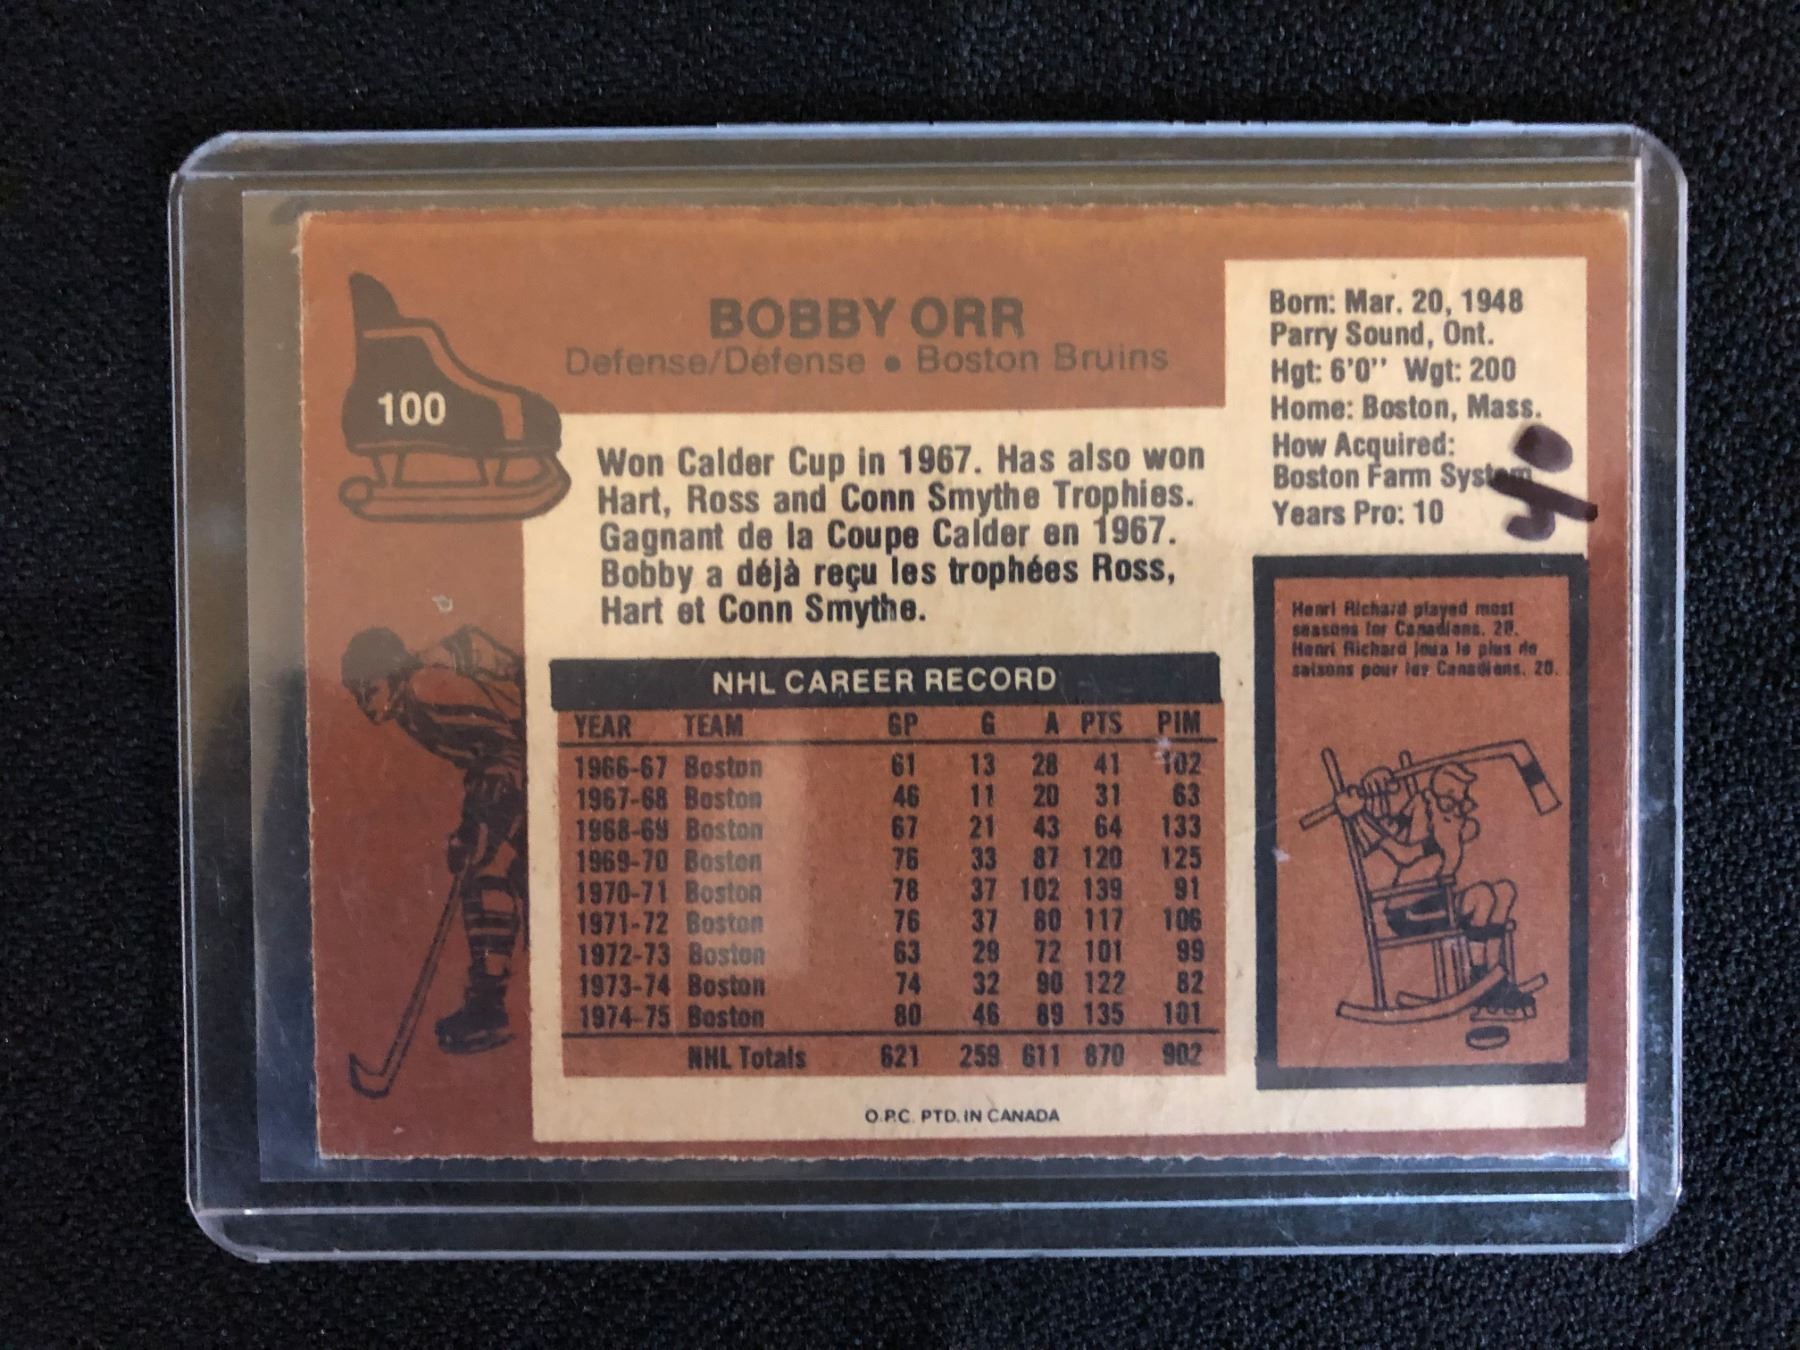 100
BOBBY ORR
Defense/Défense • Boston Bruins
Born: Mar. 20, 1948
Parry Sound, Ont.
Hgt: 6'0'' Wgt: 200
Home: Boston, Mass.
How Acquired:
Boston Farm System
Years Pro: 10
Won Calder Cup in 1967. Has also won
Hart, Ross and Conn Smythe Trophies.
Gagnant de la Coupe Calder en 1967.
Bobby a déjà reçu les trophées Ross,
Hart et Conn Smythe.
NHL CAREER RECORD
YEAR TEAM GP G A PTS PIM
1966-67 Boston 61 13 28 41 102
1967-68 Boston 46 11 20 31 63
1968-69 Boston 67 21 43 64 133
1969-70 Boston 76 33 87 120 125
1970-71 Boston 78 37 102 139 91
1971-72 Boston 76 37 80 117 106
1972-73 Boston 63 29 72 101 99
1973-74 Boston 74 32 90 122 82
1974-75 Boston 80 46 89 135 101
NHL Totals 621 259 611 870 902
O.P.C. PTD. IN CANADA
Henri Richard played most
seasons for Canadiens. 20.
Henri Richard joua le plus de
saisons pour les Canadiens. 20.